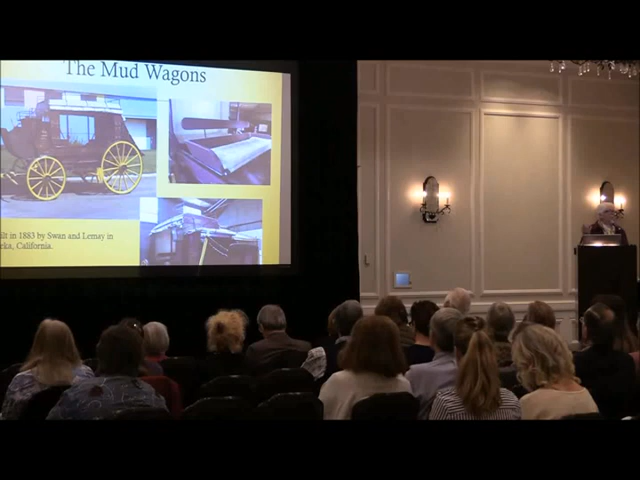 The Mud Wagons
ilt in 1883 by Swan and Lemay in
eka, California.